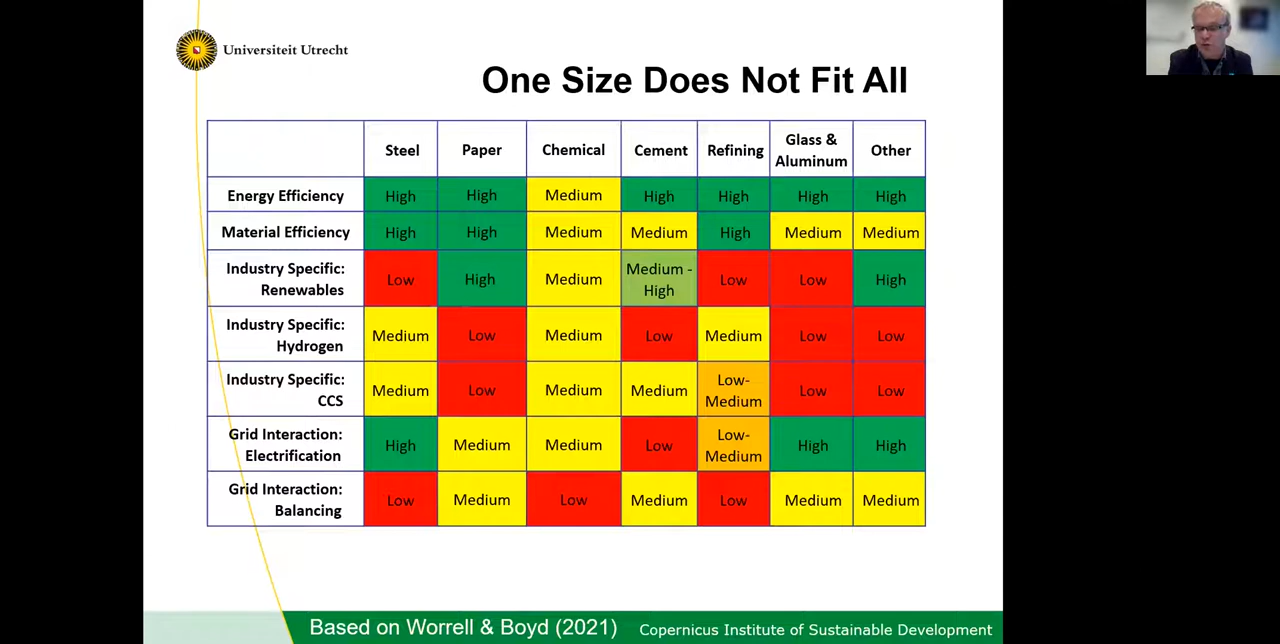 Universiteit Utrecht
One Size Does Not Fit All
Steel Paper Chemical Cement Refining Glass & Aluminum Other
Energy Efficiency High High Medium High High High High
Material Efficiency High High Medium Medium High Medium Medium
Industry Specific: Renewables Low High Medium Medium - High Low Low High
Industry Specific: Hydrogen Medium Low Medium Low Medium Low Low
Industry Specific: CCS Medium Low Medium Medium Low-Medium Low Low
Grid Interaction: Electrification High Medium Medium Low Low-Medium High High
Grid Interaction: Balancing Low Medium Low Medium Low Medium Medium
Based on Worrell & Boyd (2021) Copernicus Institute of Sustainable Development